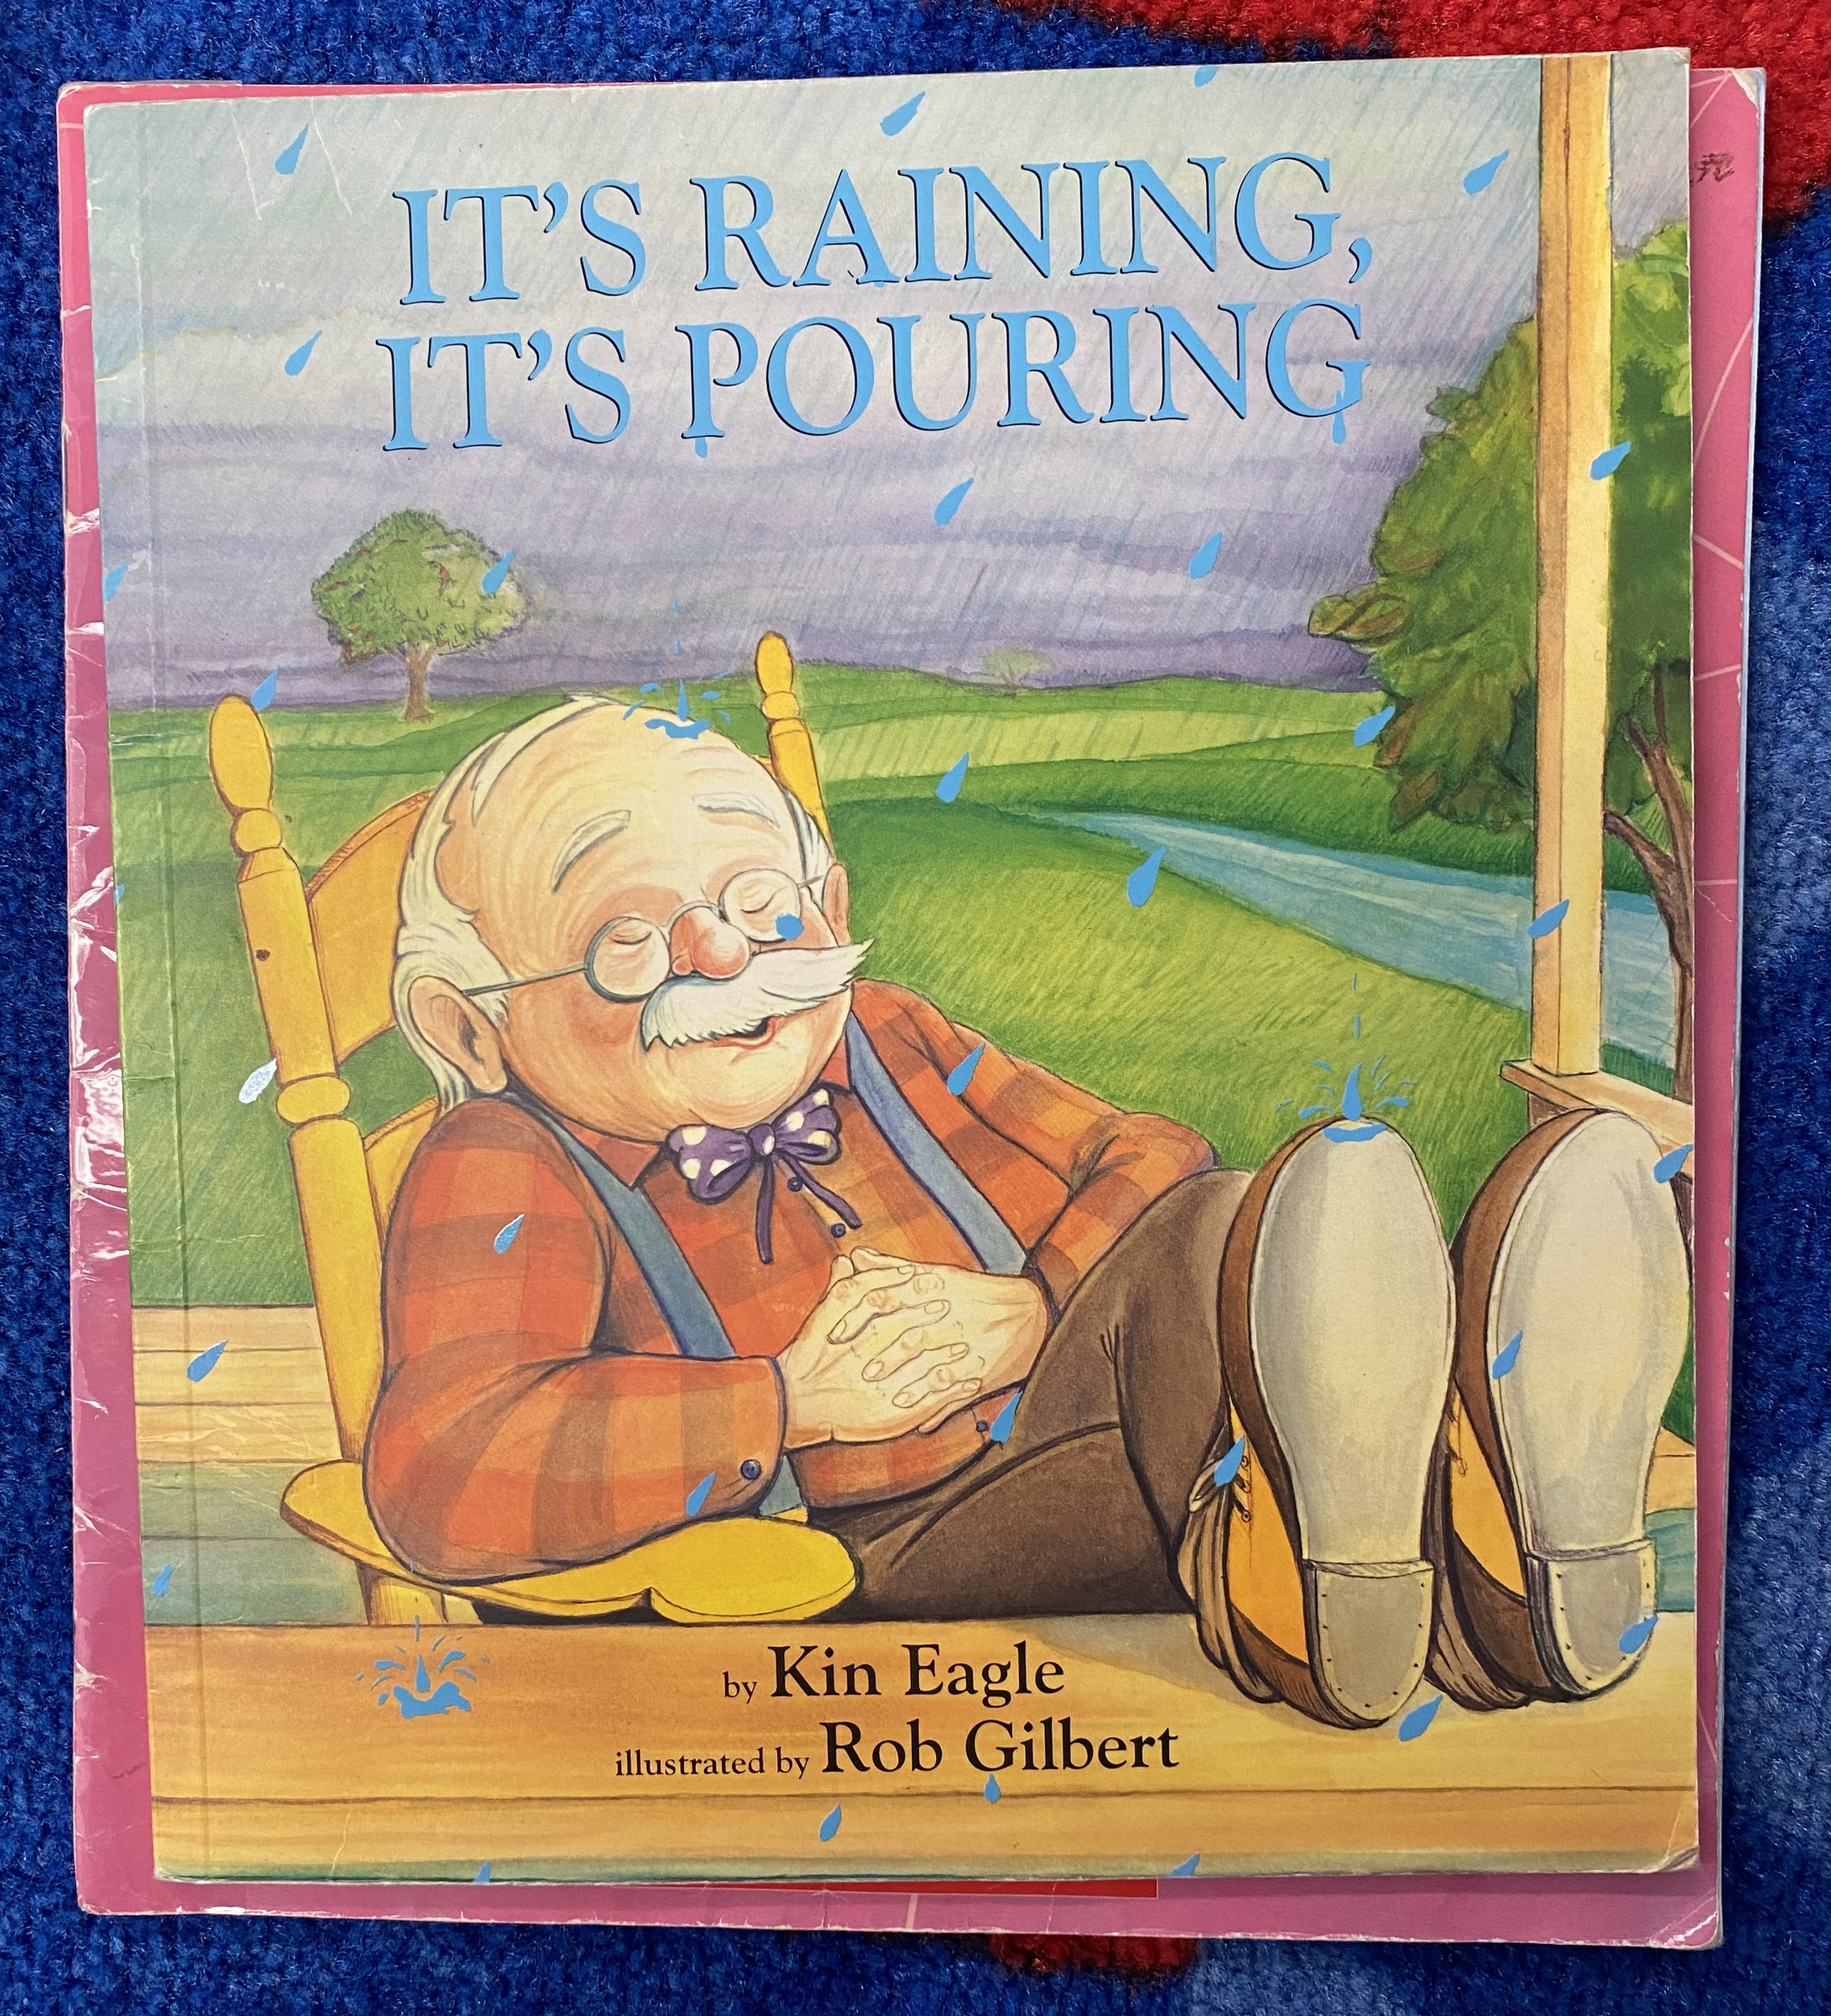 IT'S RAINING,
IT'S POURING
by Kin Eagle
illustrated by Rob Gilbert